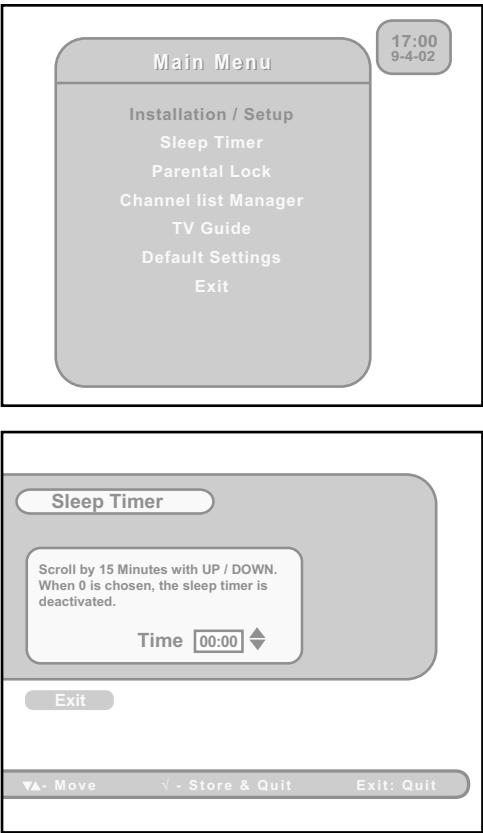 17:00
9-4-02
Main Menu
Installation / Setup
Sleep Timer
Parental Lock
Channel list Manager
TV Guide
Default Settings
Exit
Sleep Timer
Scroll by 15 Minutes with UP / DOWN.
When 0 is chosen, the sleep timer is
deactivated.
Time 00:00
Exit
▼▲- Move √ - Store & Quit Exit: Quit